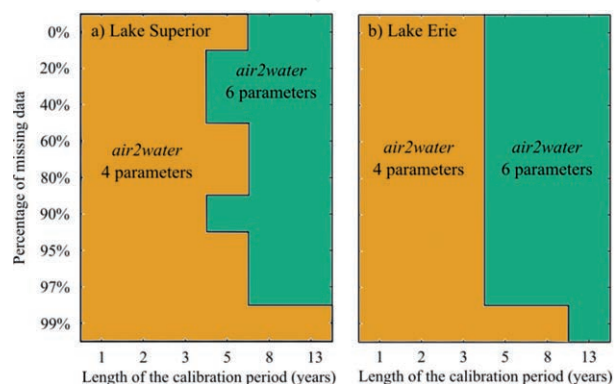 a) Lake Superior
b) Lake Erie
air2water
6 parameters
air2water
4 parameters
air2water
4 parameters
air2water
6 parameters
Percentage of missing data
0%
20%
40%
60%
80%
90%
95%
97%
99%
1 2 3 5 8 13
1 2 3 5 8 13
Length of the calibration period (years)
Length of the calibration period (years)